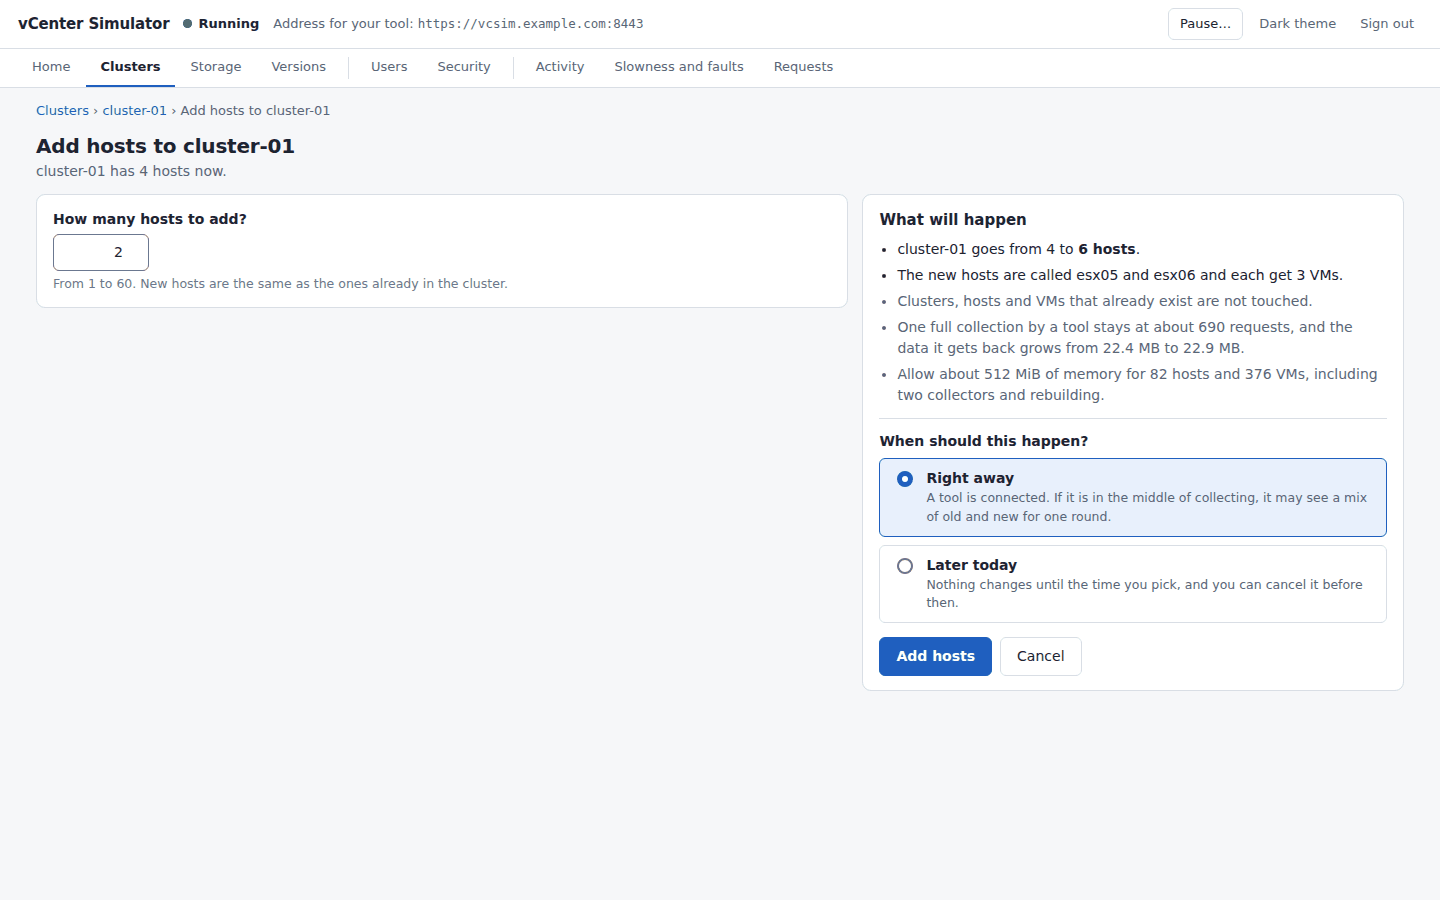 vCenter Simulator
Running
Address for your tool: https://vcsim.example.com:8443
Pause...
Dark theme
Sign out
Home
Clusters
Storage
Versions
Users
Security
Activity
Slowness and faults
Requests
Clusters › cluster-01 › Add hosts to cluster-01
Add hosts to cluster-01
cluster-01 has 4 hosts now.
How many hosts to add?
2
From 1 to 60. New hosts are the same as the ones already in the cluster.
What will happen
• cluster-01 goes from 4 to 6 hosts.
• The new hosts are called esx05 and esx06 and each get 3 VMs.
• Clusters, hosts and VMs that already exist are not touched.
• One full collection by a tool stays at about 690 requests, and the
data it gets back grows from 22.4 MB to 22.9 MB.
• Allow about 512 MiB of memory for 82 hosts and 376 VMs, including
two collectors and rebuilding.
When should this happen?
Right away
A tool is connected. If it is in the middle of collecting, it may see a mix
of old and new for one round.
Later today
Nothing changes until the time you pick, and you can cancel it before
then.
Add hosts
Cancel